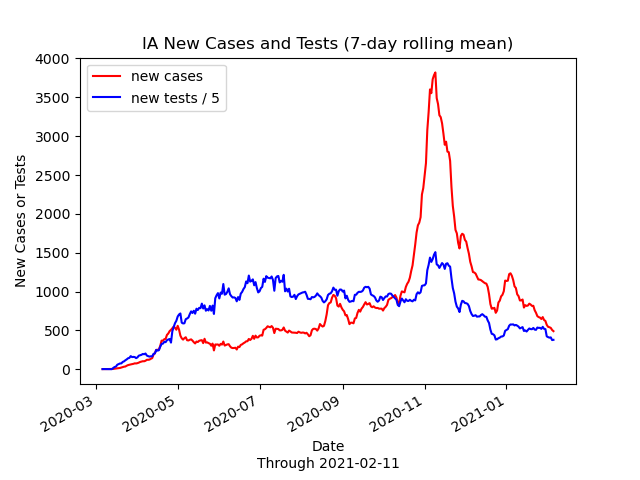 IA New Cases and Tests (7-day rolling mean)
new cases
new tests / 5
4000
3500
3000
2500
2000
1500
1000
500
0
New Cases or Tests
2020-03
2020-05
2020-07
2020-09
2020-11
2021-01
Date
Through 2021-02-11